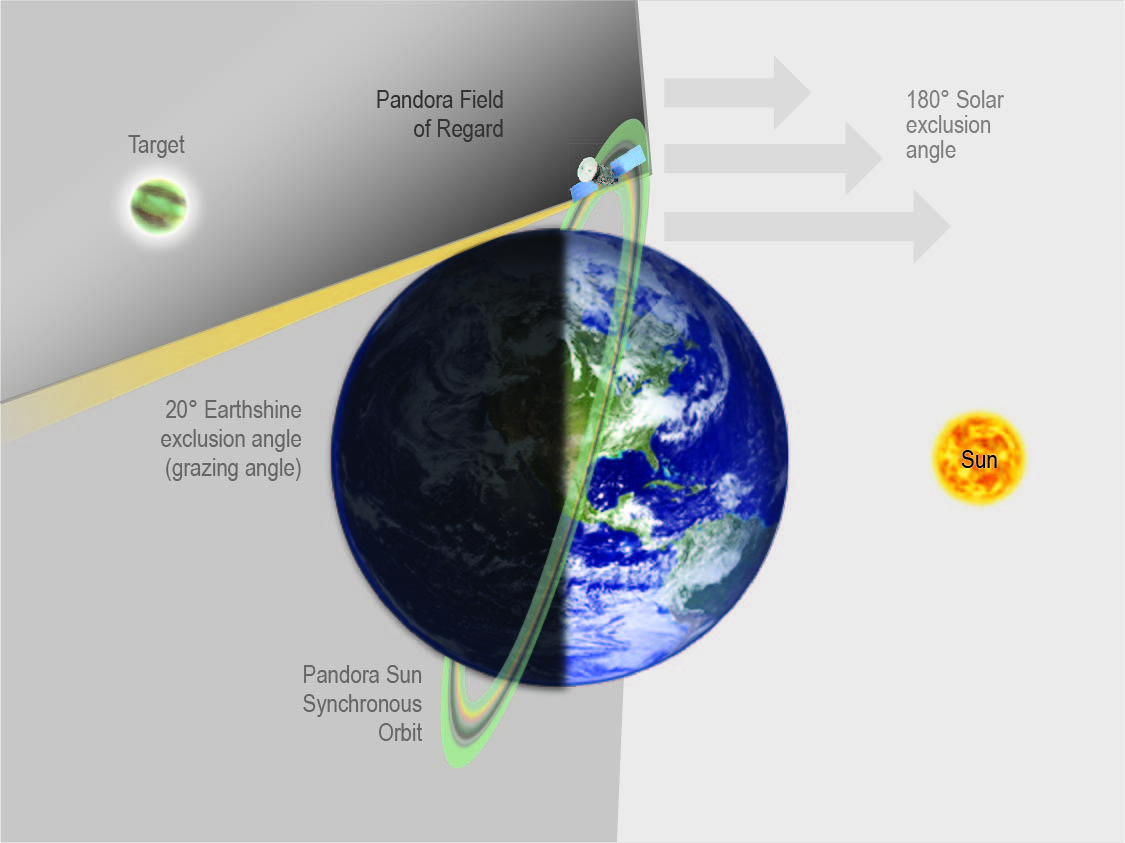 Pandora Field
of Regard
180° Solar
exclusion
angle
Target
20° Earthshine
exclusion angle
(grazing angle)
Sun
Pandora Sun
Synchronous
Orbit